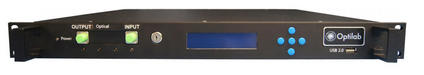 OUTPUT Optical INPUT
Power
Optilab
USB 2.0